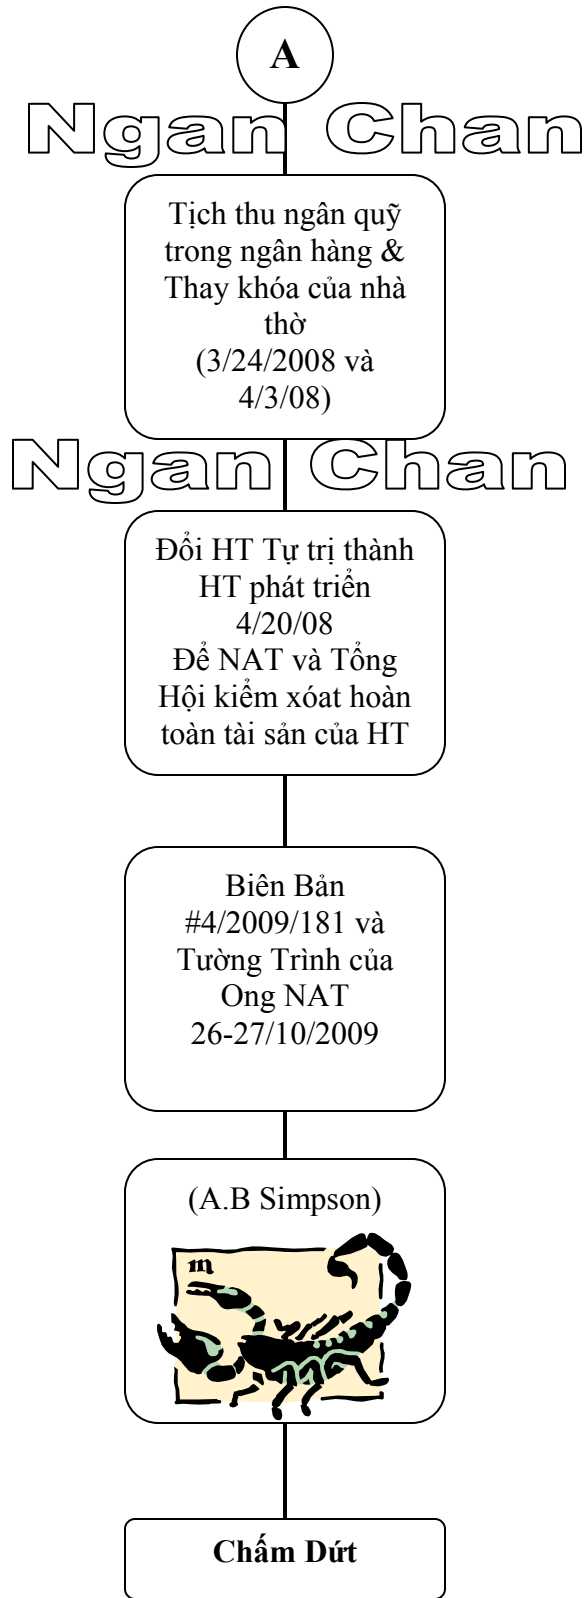 A
Ngan Chan
Tịch thu ngân quỹ
trong ngân hàng &
Thay khóa của nhà
thờ
(3/24/2008 và
4/3/08)
Ngan Chan
Đổi HT Tự trị thành
HT phát triển
4/20/08
Để NAT và Tổng
Hội kiểm xóat hoàn
toàn tài sản của HT
Biên Bản
#4/2009/181 và
Tường Trình của
Ong NAT
26-27/10/2009
(A.B Simpson)
m
Chấm Dứt